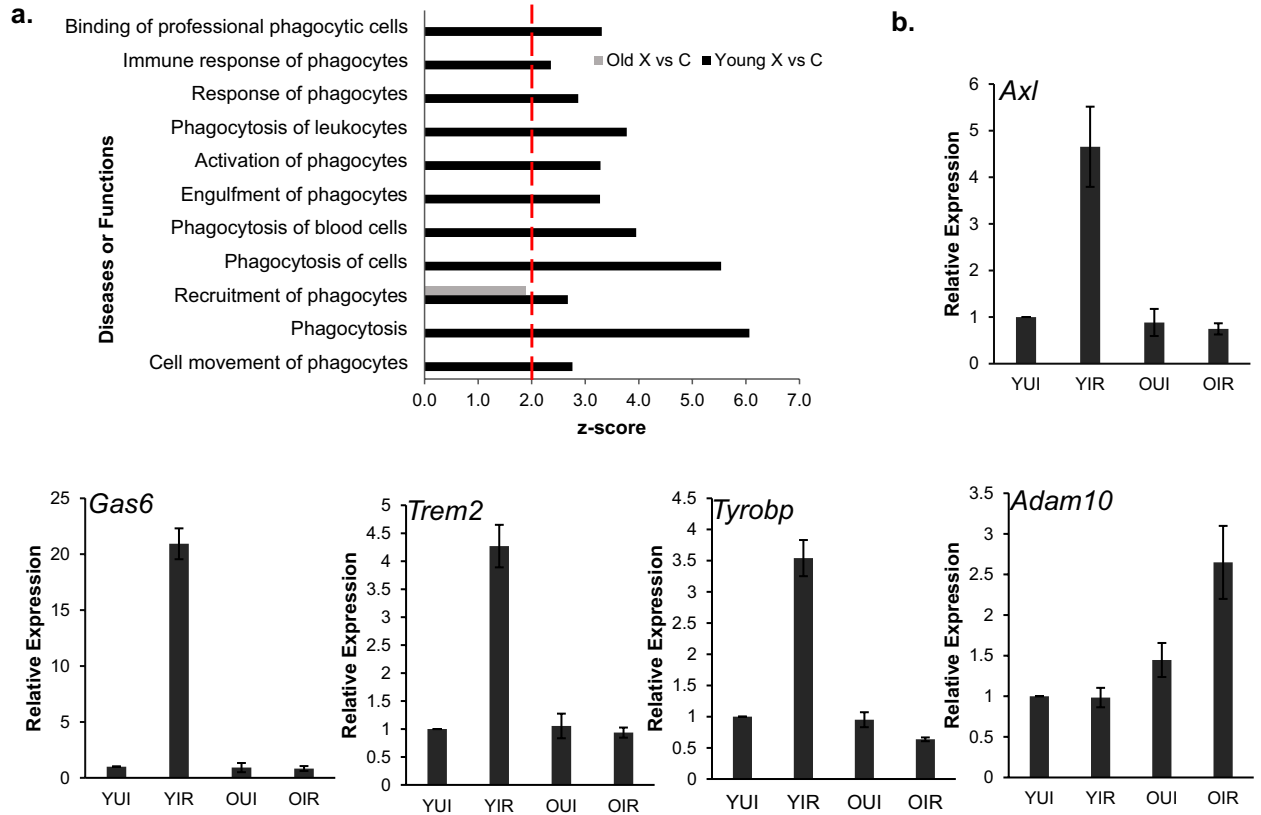 a.
Binding of professional phagocytic cells
Immune response of phagocytes
Response of phagocytes
Phagocytosis of leukocytes
Activation of phagocytes
Engulfment of phagocytes
Phagocytosis of blood cells
Phagocytosis of cells
Recruitment of phagocytes
Phagocytosis
Cell movement of phagocytes
Diseases or Functions
Old X vs C Young X vs C
0.0 1.0 2.0 3.0 4.0 5.0 6.0 7.0
z-score
b.
Axl
Relative Expression
6
5
4
3
2
1
0
YUI YIR OUI OIR
Gas6
Relative Expression
25
20
15
10
5
0
YUI YIR OUI OIR
Trem2
Relative Expression
5
4.5
4
3.5
3
2.5
2
1.5
1
0.5
0
YUI YIR OUI OIR
Tyrobp
Relative Expression
4.5
4
3.5
3
2.5
2
1.5
1
0.5
0
YUI YIR OUI OIR
Adam10
Relative Expression
3.5
3
2.5
2
1.5
1
0.5
0
YUI YIR OUI OIR